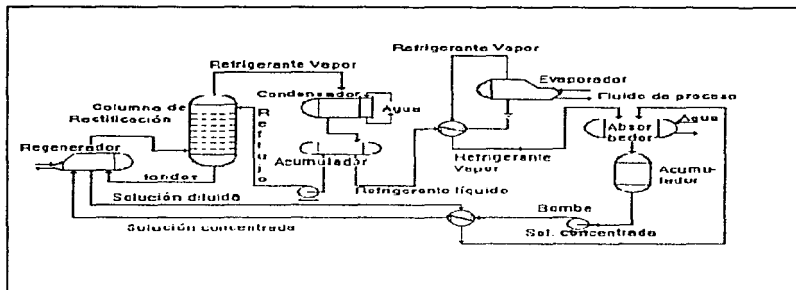 Refrigerante Vapor
Refrigerante Vapor
Evaporador
Condensador
Fluido de proceso
Columna de
Rectificación
Agua
Reflujo
Agua
Absor
bedor
Regenerador
Acumulador
Refrigerante
Vapor
Acumu-
lador
fondos
Refrigerante líquido
Solución diluida
Bomba
Solución concentrada
Sol. concentrada